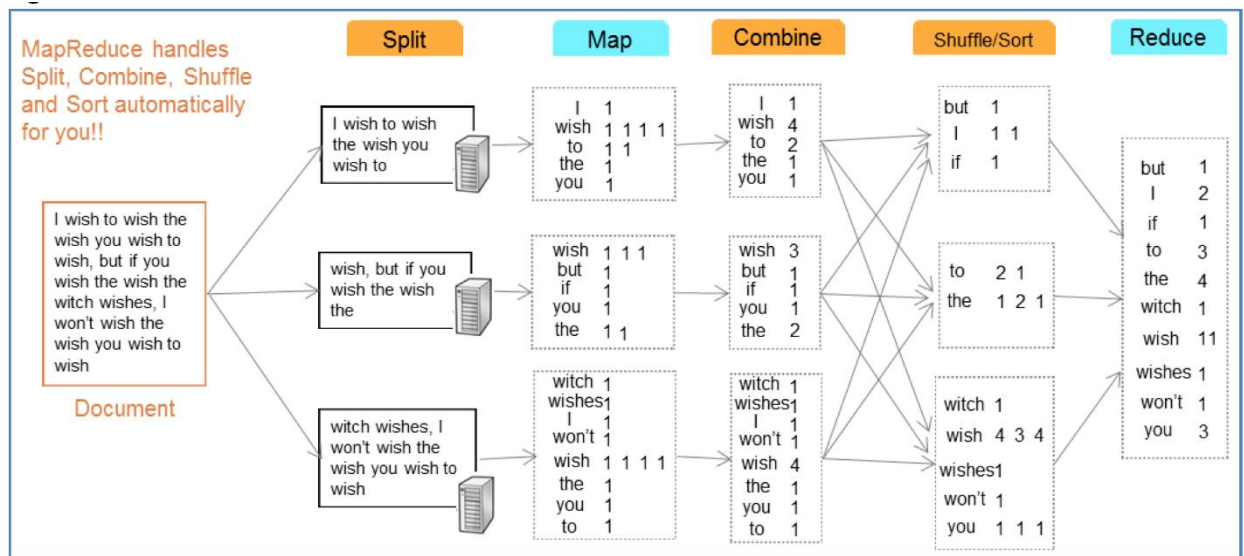 MapReduce handles
Split, Combine, Shuffle
and Sort automatically
for you!!
I wish to wish the
wish you wish to
wish, but if you
wish the wish the
witch wishes, I
won't wish the
wish you wish to
wish
Document
Split
I wish to wish
the wish you
wish to
wish, but if you
wish the wish
the
witch wishes, I
won't wish the
wish you wish to
wish
Map
I 1
wish 1 1 1 1
to 1 1
the 1
you 1
wish 1 1 1
but 1
if 1
you 1
the 1 1
witch 1
wishes 1
I 1
won't 1
wish 1 1 1 1
the 1
you 1
to 1
Combine
I 1
wish 4
to 2
the 1
you 1
wish 3
but 1
if 1
you 1
the 2
witch 1
wishes 1
I 1
won't 1
wish 4
the 1
you 1
to 1
Shuffle/Sort
but 1
I 1 1
if 1
to 2 1
the 1 2 1
witch 1
wish 4 3 4
wishes 1
won't 1
you 1 1 1
Reduce
but 1
I 2
if 1
to 3
the 4
witch 1
wish 11
wishes 1
won't 1
you 3